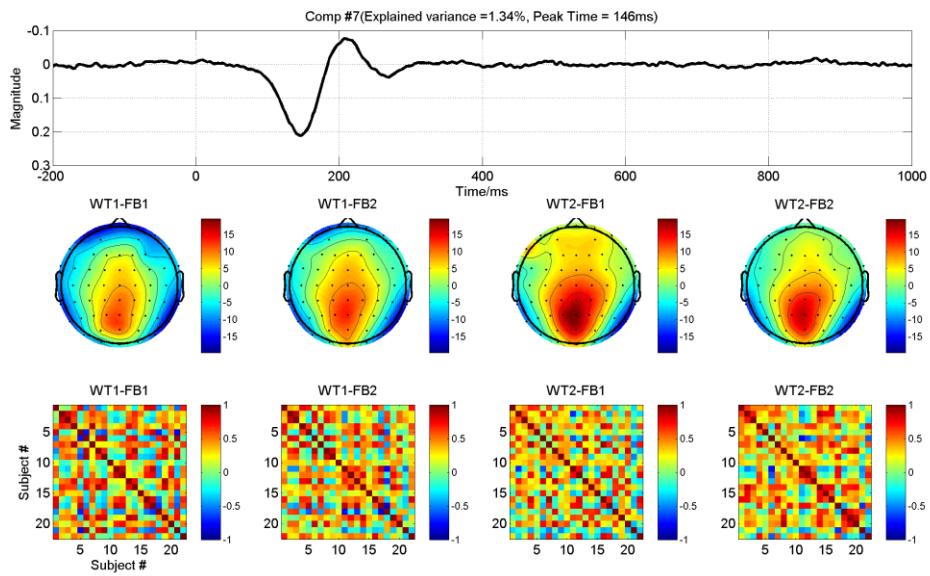 Comp #7(Explained variance =1.34%, Peak Time = 146ms)
-0.1
0
0.1
0.2
0.3
Magnitude
-200 0 200 400 600 800 1000
Time/ms
WT1-FB1 WT1-FB2 WT2-FB1 WT2-FB2
15 15 15 15
10 10 10 10
5 5 5 5
0 0 0 0
-5 -5 -5 -5
-10 -10 -10 -10
-15 -15 -15 -15
WT1-FB1 WT1-FB2 WT2-FB1 WT2-FB2
1 1 1 1
5 0.5 5 0.5 5 0.5 5 0.5
10 10 10 10
0 0 0 0
15 15 15 15
-0.5 -0.5 -0.5 -0.5
20 20 20 20
-1 -1 -1 -1
Subject #
5 10 15 20 5 10 15 20 5 10 15 20 5 10 15 20
Subject #